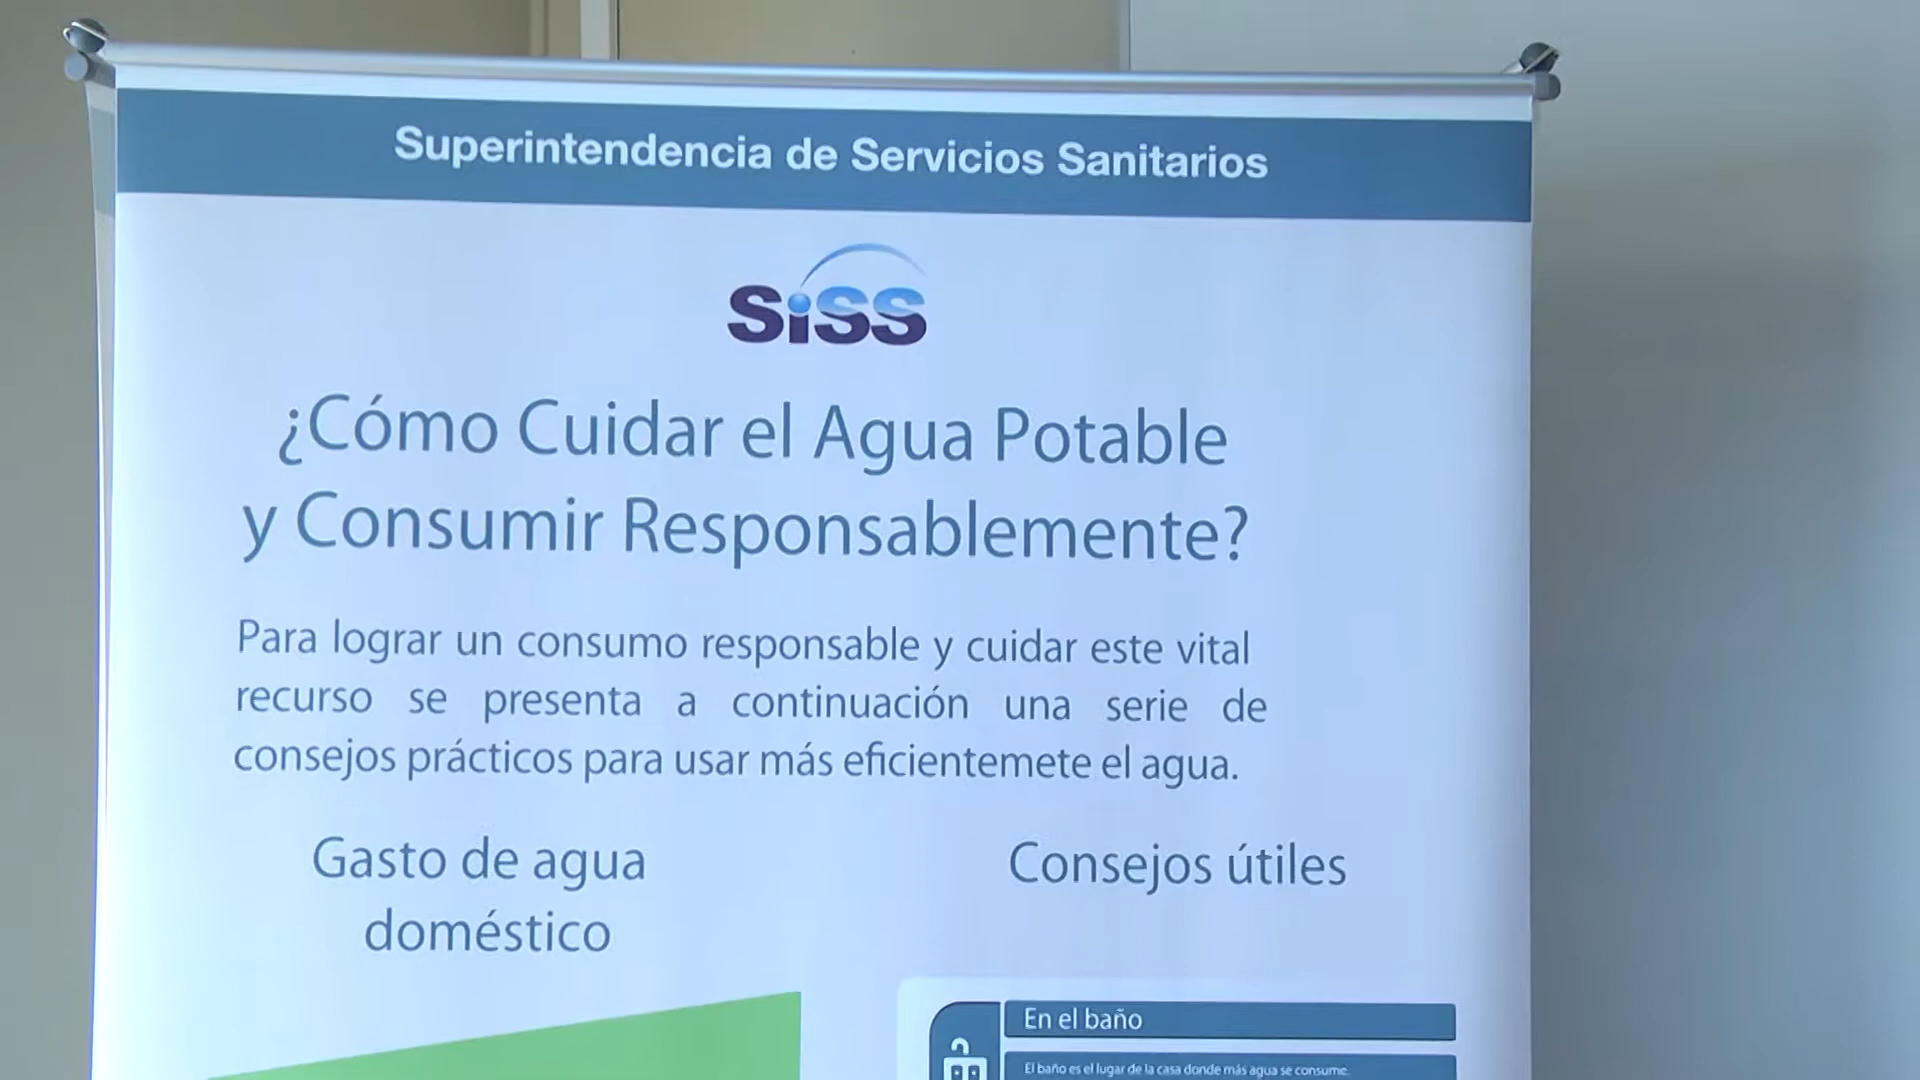 Superintendencia de Servicios Sanitarios
SiSS
¿Cómo Cuidar el Agua Potable
y Consumir Responsablemente?
Para lograr un consumo responsable y cuidar este vital
recurso se presenta a continuación una serie de
consejos prácticos para usar más eficientemete el agua.
Gasto de agua
doméstico
Consejos útiles
En el baño
El baño es el lugar de la casa donde más agua se consume.